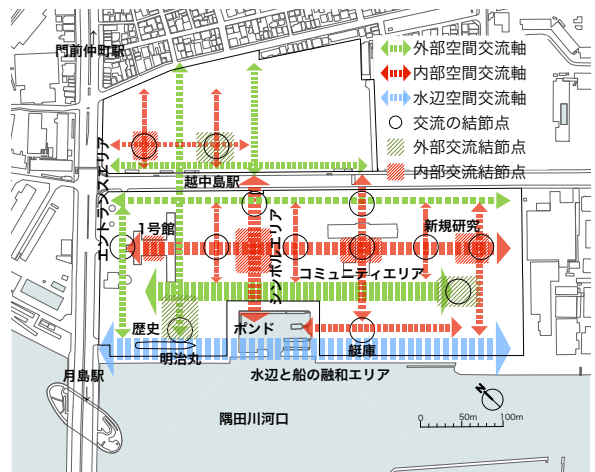 門前仲町駅
外部空間交流軸
内部空間交流軸
水辺空間交流軸
交流の結節点
外部交流結節点
内部交流結節点
エントランスエリア
越中島駅
シンボルエリア
1号館
新規研究
コミュニティエリア
歴史
ポンド
明治丸
艇庫
月島駅
水辺と船の融和エリア
隅田川河口
N
0 50m 100m